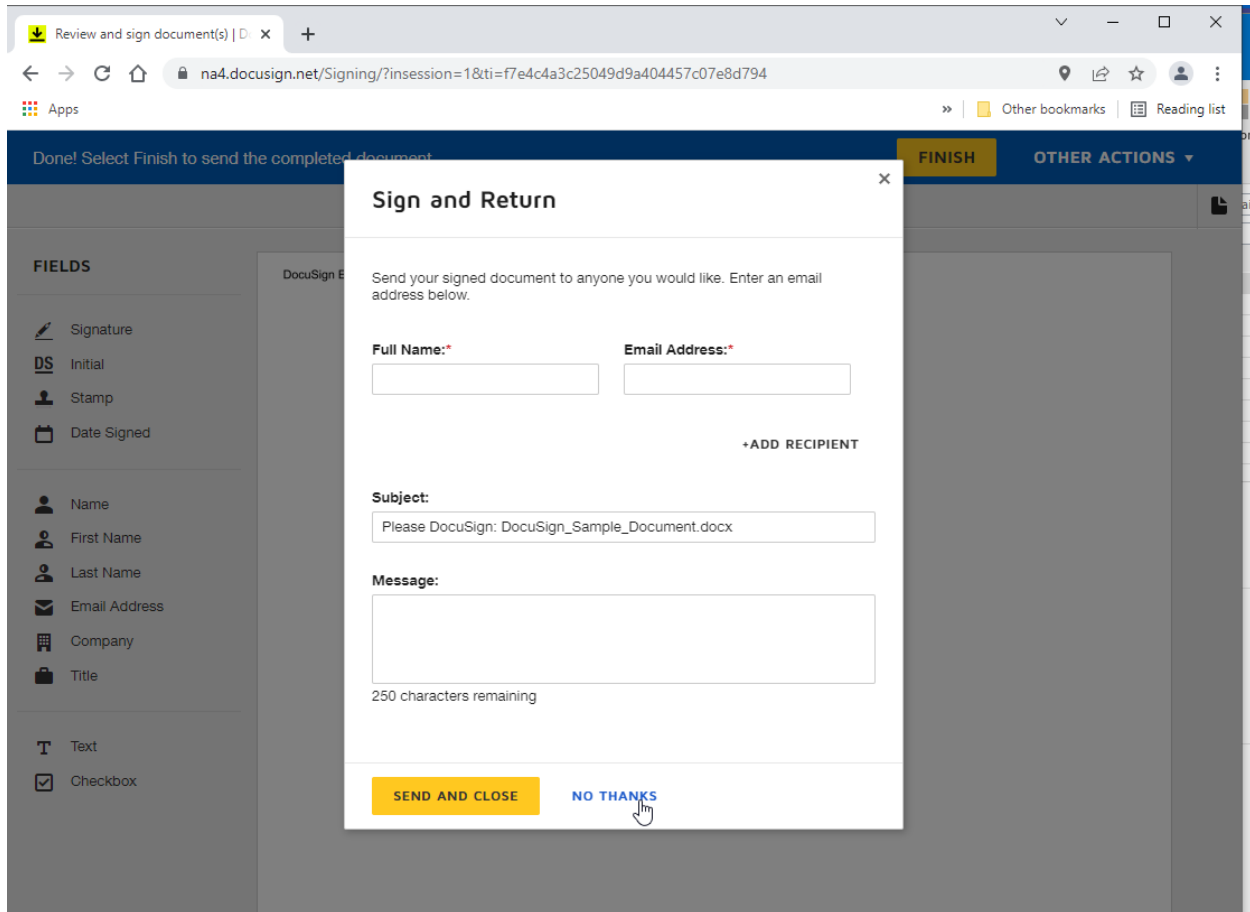 Review and sign document(s) | D
na4.docusign.net/Signing/?insession=1&ti=f7e4c4a3c25049d9a404457c07e8d794
Apps
»
Other bookmarks
Reading list
Done! Select Finish to send the completed document
FINISH
OTHER ACTIONS
Sign and Return
FIELDS
DocuSign E
Send your signed document to anyone you would like. Enter an email
address below.
Signature
Full Name:*
Email Address:*
DS Initial
Stamp
Date Signed
+ADD RECIPIENT
Subject:
Name
Please DocuSign: DocuSign_Sample_Document.docx
First Name
Last Name
Message:
Email Address
Company
Title
250 characters remaining
T Text
Checkbox
SEND AND CLOSE
NO THANKS